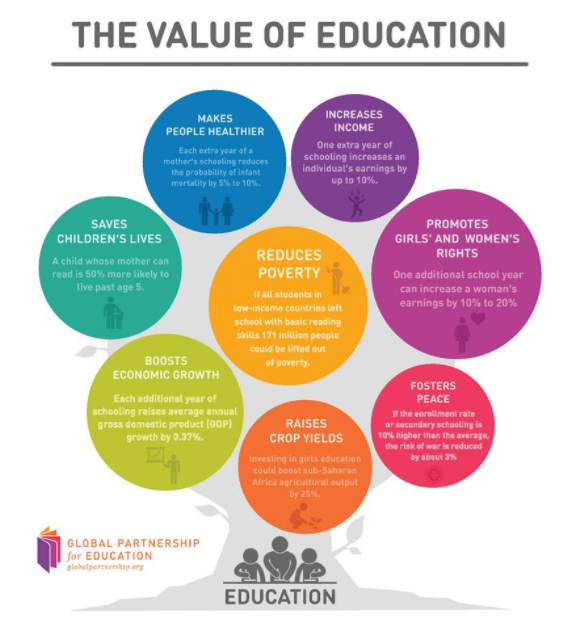 THE VALUE OF EDUCATION
MAKES
PEOPLE HEALTHIER
Each extra year of a
mother's schooling reduces
the probability of infant
mortality by 5% to 10%.
INCREASES
INCOME
One extra year of
schooling increases an
individual's earnings by
up to 10%.
SAVES
CHILDREN'S LIVES
A child whose mother can
read is 50% more likely to
live past age 5.
REDUCES
POVERTY
If all students in
low-income countries left
school with basic reading
skills 171 million people
could be lifted out
of poverty.
PROMOTES
GIRLS' AND WOMEN'S
RIGHTS
One additional school year
can increase a woman's
earnings by 10% to 20%
BOOSTS
ECONOMIC GROWTH
Each additional year of
schooling raises average annual
gross domestic product (GDP)
growth by 0.37%.
RAISES
CROP YIELDS
Investing in girls education
could boost sub-Saharan
Africa agricultural output
by 25%.
FOSTERS
PEACE
If the enrollment rate
or secondary schooling is
10% higher than the average,
the risk of war is reduced
by about 3%
GLOBAL PARTNERSHIP
for EDUCATION
globalpartnership.org
EDUCATION